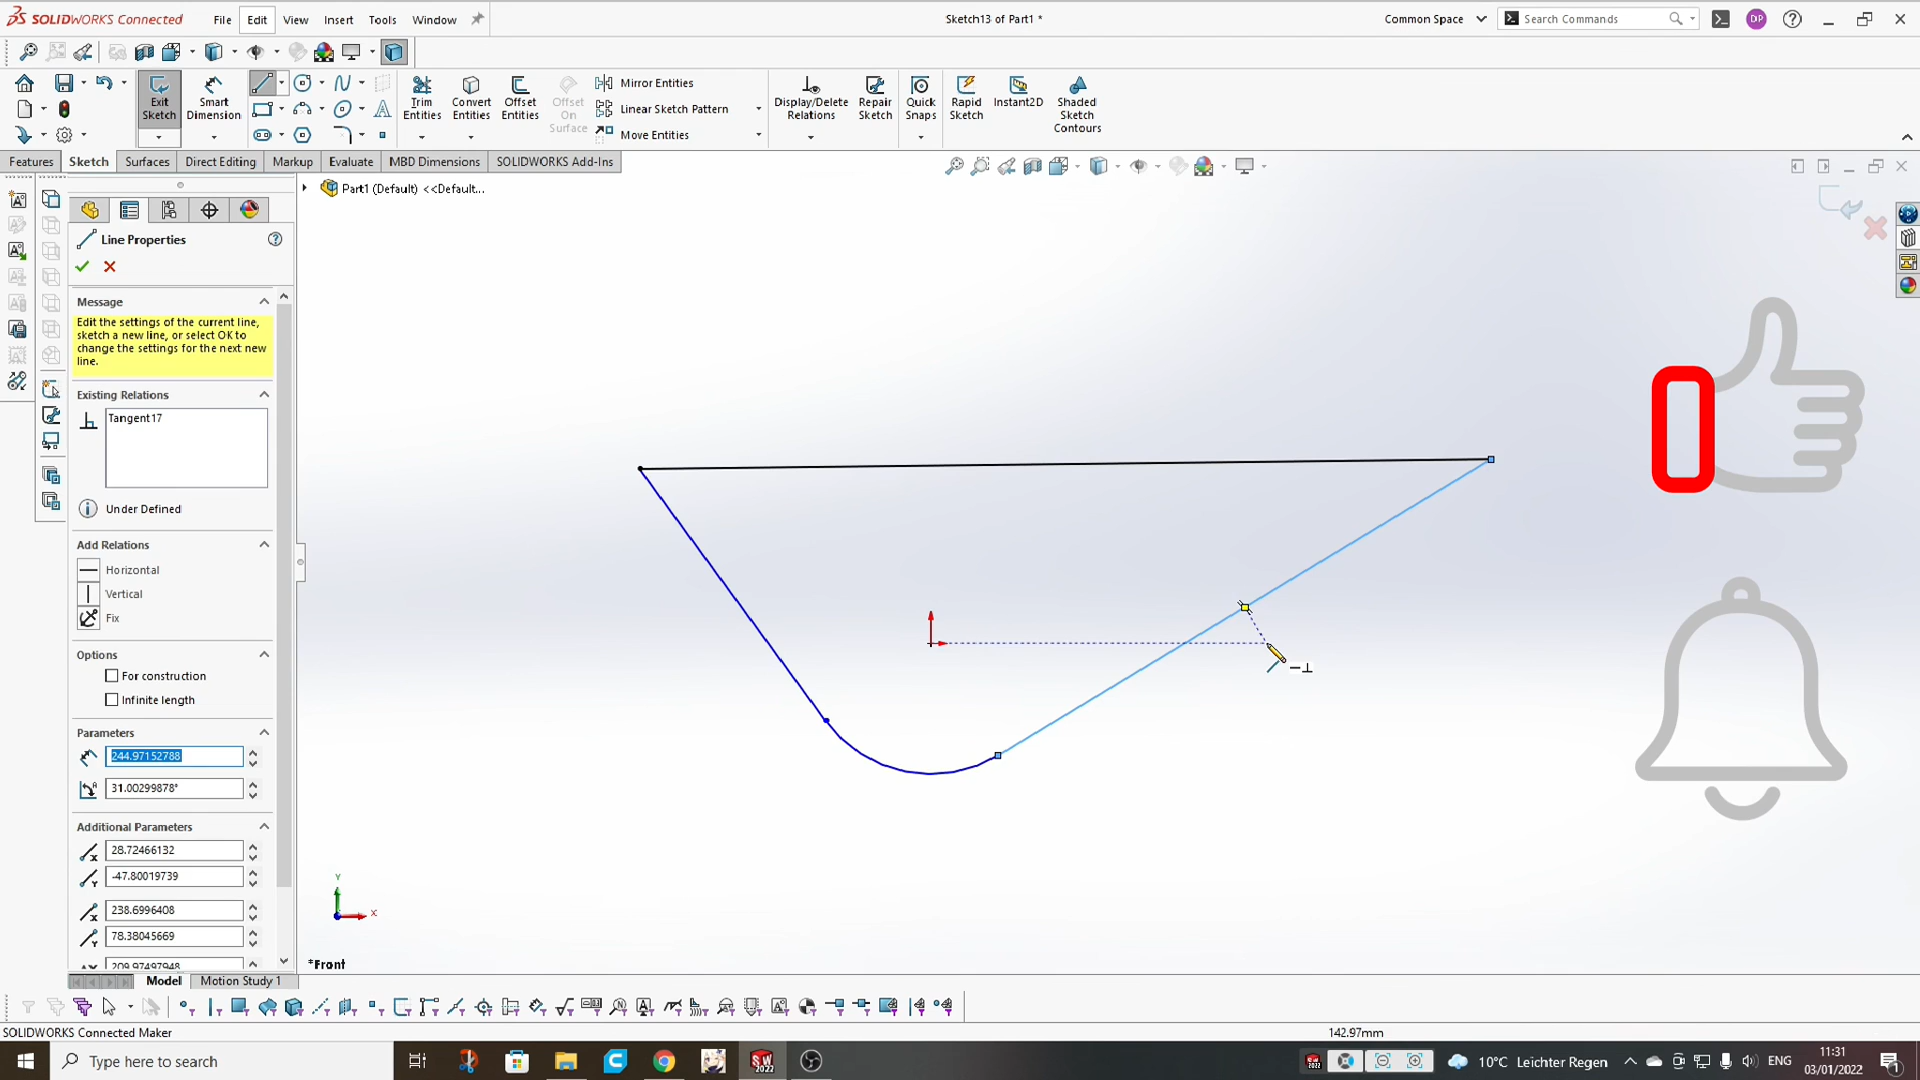 SOLIDWORKS Connected
File
Edit
View
Insert
Tools
Window
Sketch13 of Part1 *
Common Space
Search Commands
DP
Exit
Sketch
Smart
Dimension
Trim
Entities
Convert
Entities
Offset
Entities
Offset
On
Surface
Mirror Entities
Linear Sketch Pattern
Move Entities
Display/Delete
Relations
Repair
Sketch
Quick
Snaps
Rapid
Sketch
Instant2D
Shaded
Sketch
Contours
Features
Sketch
Surfaces
Direct Editing
Markup
Evaluate
MBD Dimensions
SOLIDWORKS Add-Ins
Part1 (Default) <<Default...
Line Properties
Message
Edit the settings of the current line,
sketch a new line, or select OK to
change the settings for the next new
line.
Existing Relations
Tangent17
Under Defined
Add Relations
Horizontal
Vertical
Fix
Options
For construction
Infinite length
Parameters
244.97152788
31.00299878°
Additional Parameters
28.72466132
-47.80019739
238.6996408
78.38045669
209.97497948
Y
X
*Front
Model
Motion Study 1
SOLIDWORKS Connected Maker
142.97mm
Type here to search
10°C Leichter Regen
ENG
11:31
03/01/2022